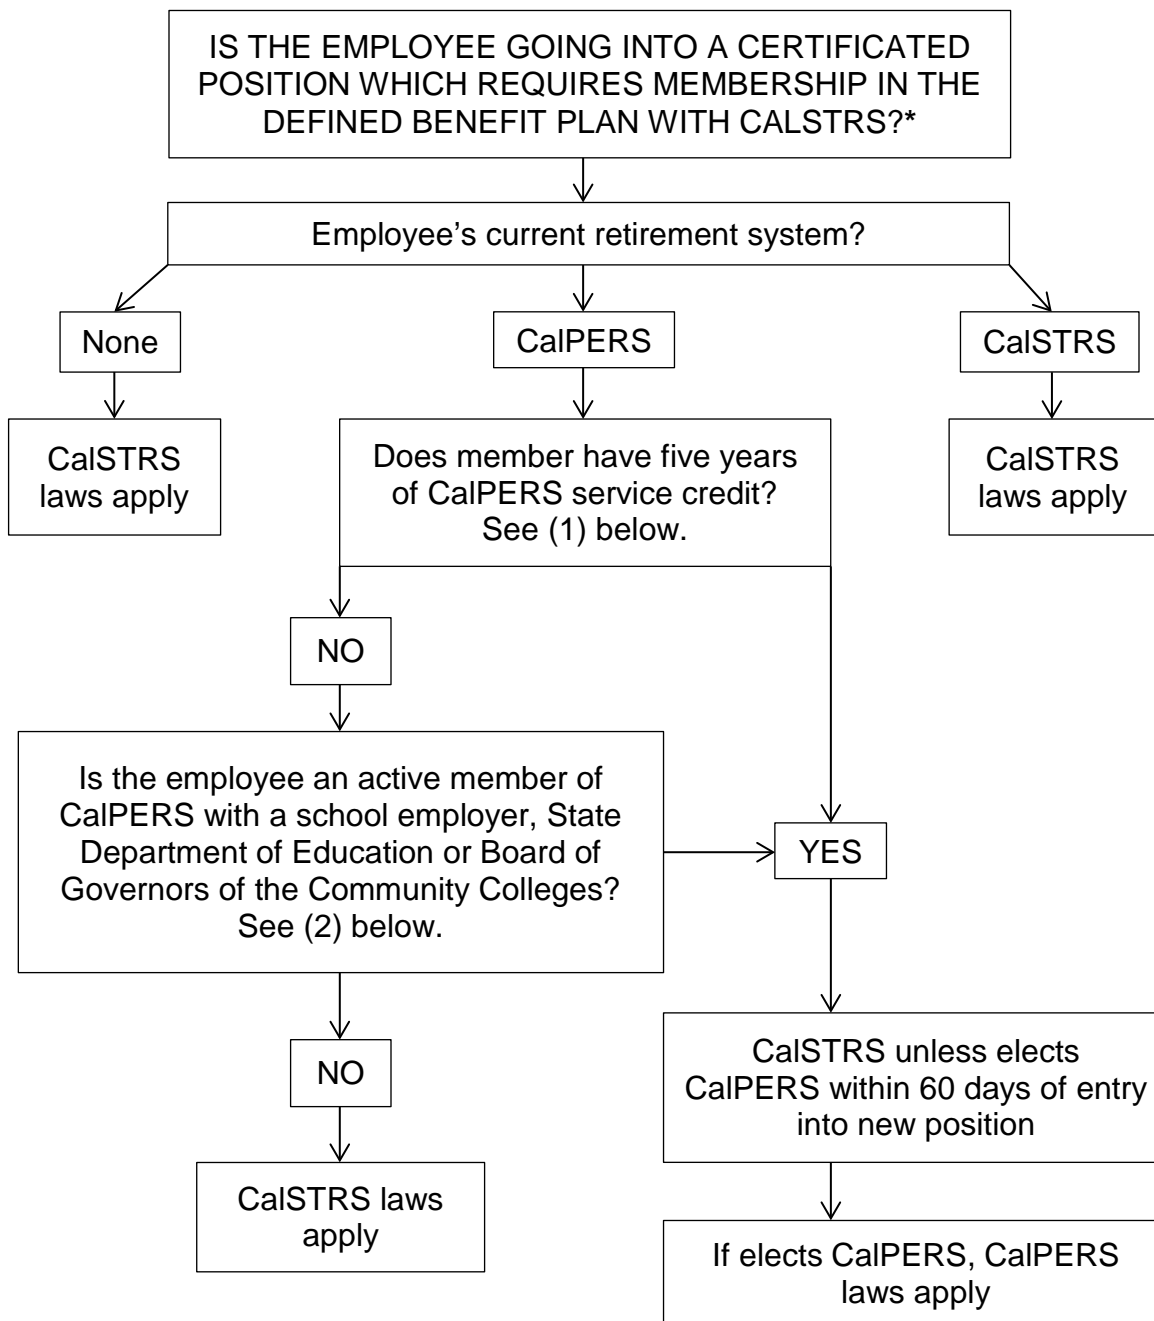 IS THE EMPLOYEE GOING INTO A CERTIFICATED
POSITION WHICH REQUIRES MEMBERSHIP IN THE
DEFINED BENEFIT PLAN WITH CALSTRS?*
Employee's current retirement system?
None
CalPERS
CalSTRS
CalSTRS
laws apply
Does member have five years
of CalPERS service credit?
See (1) below.
CalSTRS
laws apply
NO
Is the employee an active member of
CalPERS with a school employer, State
Department of Education or Board of
Governors of the Community Colleges?
See (2) below.
YES
NO
CalSTRS unless elects
CalPERS within 60 days of entry
into new position
CalSTRS laws
apply
If elects CalPERS, CalPERS
laws apply